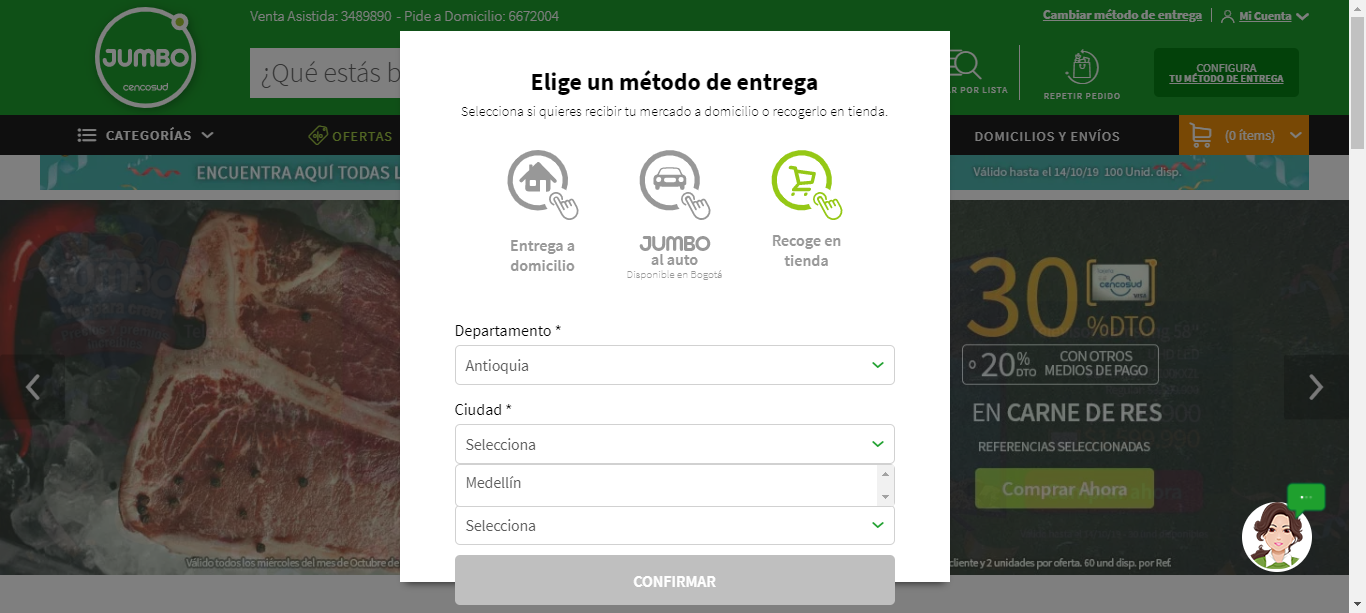 Venta Asistida: 3489890 - Pide a Domicilio: 6672004
Cambiar método de entrega
Mi Cuenta
JUMBO
cencosud
¿Qué estás b
R POR LISTA
REPETIR PEDIDO
CONFIGURA
TU MÉTODO DE ENTREGA
CATEGORÍAS
OFERTAS
DOMICILIOS Y ENVÍOS
(0 ítems)
ENCUENTRA AQUÍ TODAS L
Válido hasta el 14/10/19 100 Unid. disp.
Elige un método de entrega
Selecciona si quieres recibir tu mercado a domicilio o recogerlo en tienda.
Entrega a
domicilio
JUMBO
al auto
Disponible en Bogotá
Recoge en
tienda
Departamento *
Antioquia
Ciudad *
Selecciona
Medellín
Selecciona
CONFIRMAR
30
%DTO
cencosud
VISA
o 20% DTO
CON OTROS
MEDIOS DE PAGO
EN CARNE DE RES
REFERENCIAS SELECCIONADAS
Comprar Ahora
Válido todos los miercoles del mes de Octubre de
cliente y 2 unidades por oferta. 60 und disp. por Ref.